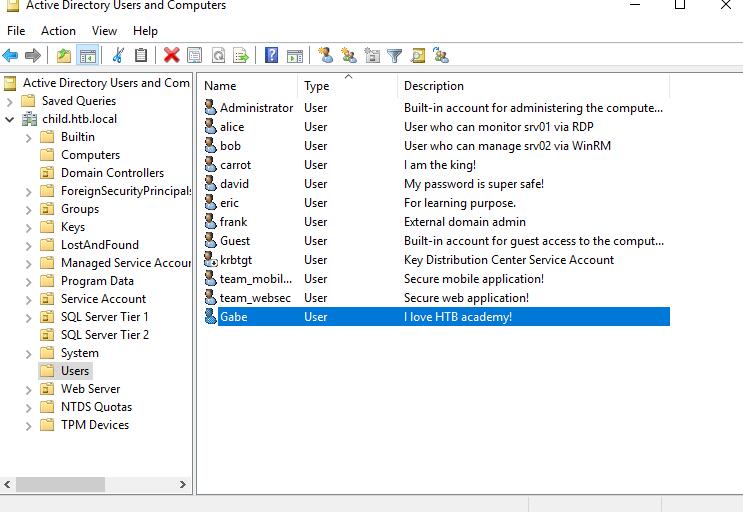 Active Directory Users and Computers
File Action View Help
Active Directory Users and Com
Saved Queries
child.htb.local
Builtin
Computers
Domain Controllers
ForeignSecurityPrincipals
Groups
Keys
LostAndFound
Managed Service Accour
Program Data
Service Account
SQL Server Tier 1
SQL Server Tier 2
System
Users
Web Server
NTDS Quotas
TPM Devices
Name Type Description
Administrator User Built-in account for administering the compute...
alice User User who can monitor srv01 via RDP
bob User User who can manage srv02 via WinRM
carrot User I am the king!
david User My password is super safe!
eric User For learning purpose.
frank User External domain admin
Guest User Built-in account for guest access to the comput...
krbtgt User Key Distribution Center Service Account
team_mobil... User Secure mobile application!
team_websec User Secure web application!
Gabe User I love HTB academy!